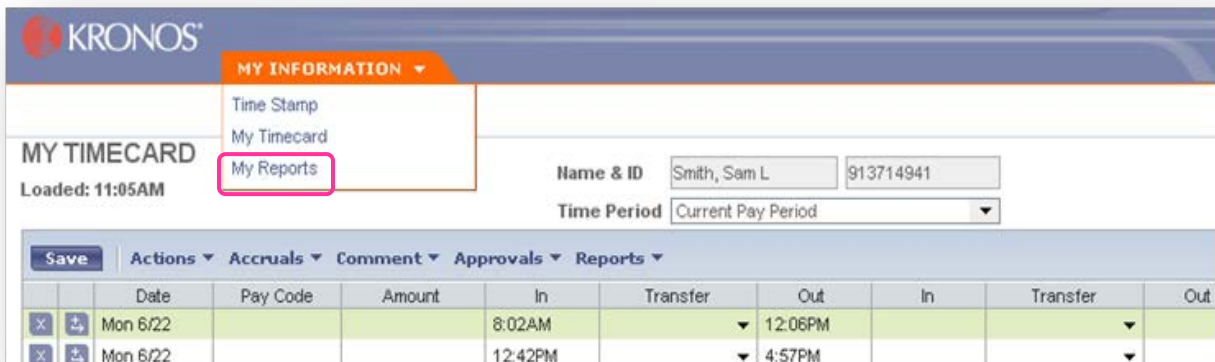 KRONOS®
MY INFORMATION
Time Stamp
My Timecard
My Reports
MY TIMECARD
Loaded: 11:05AM
Name & ID Smith, Sam L 913714941
Time Period Current Pay Period
Save Actions Accruals Comment Approvals Reports
Date Pay Code Amount In Transfer Out In Transfer Out
X Mon 6/22 8:02AM 12:06PM
X Mon 6/22 12:42PM 4:57PM